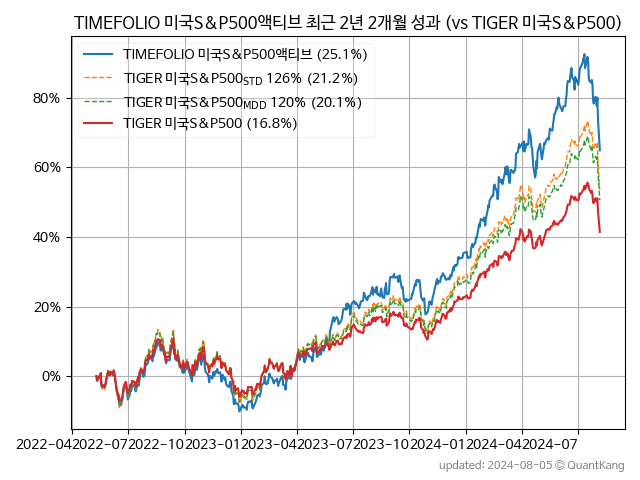 TIMEFOLIO 미국S&P500액티브 최근 2년 2개월 성과 (vs TIGER 미국S&P500)
TIMEFOLIO 미국S&P500액티브 (25.1%)
TIGER 미국S&P500STD 126% (21.2%)
TIGER 미국S&P500MDD 120% (20.1%)
TIGER 미국S&P500 (16.8%)
80%
60%
40%
20%
0%
2022-04 2022-07 2022-10 2023-01 2023-04 2023-07 2023-10 2024-01 2024-04 2024-07
updated: 2024-08-05 © QuantKang